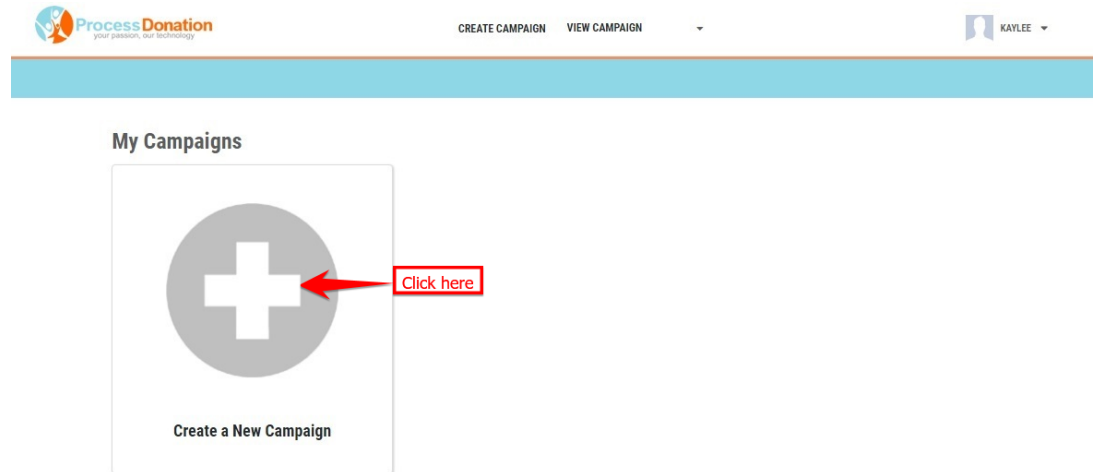 ProcessDonation
your passion, our technology
CREATE CAMPAIGN VIEW CAMPAIGN
KAYLEE
My Campaigns
Click here
Create a New Campaign